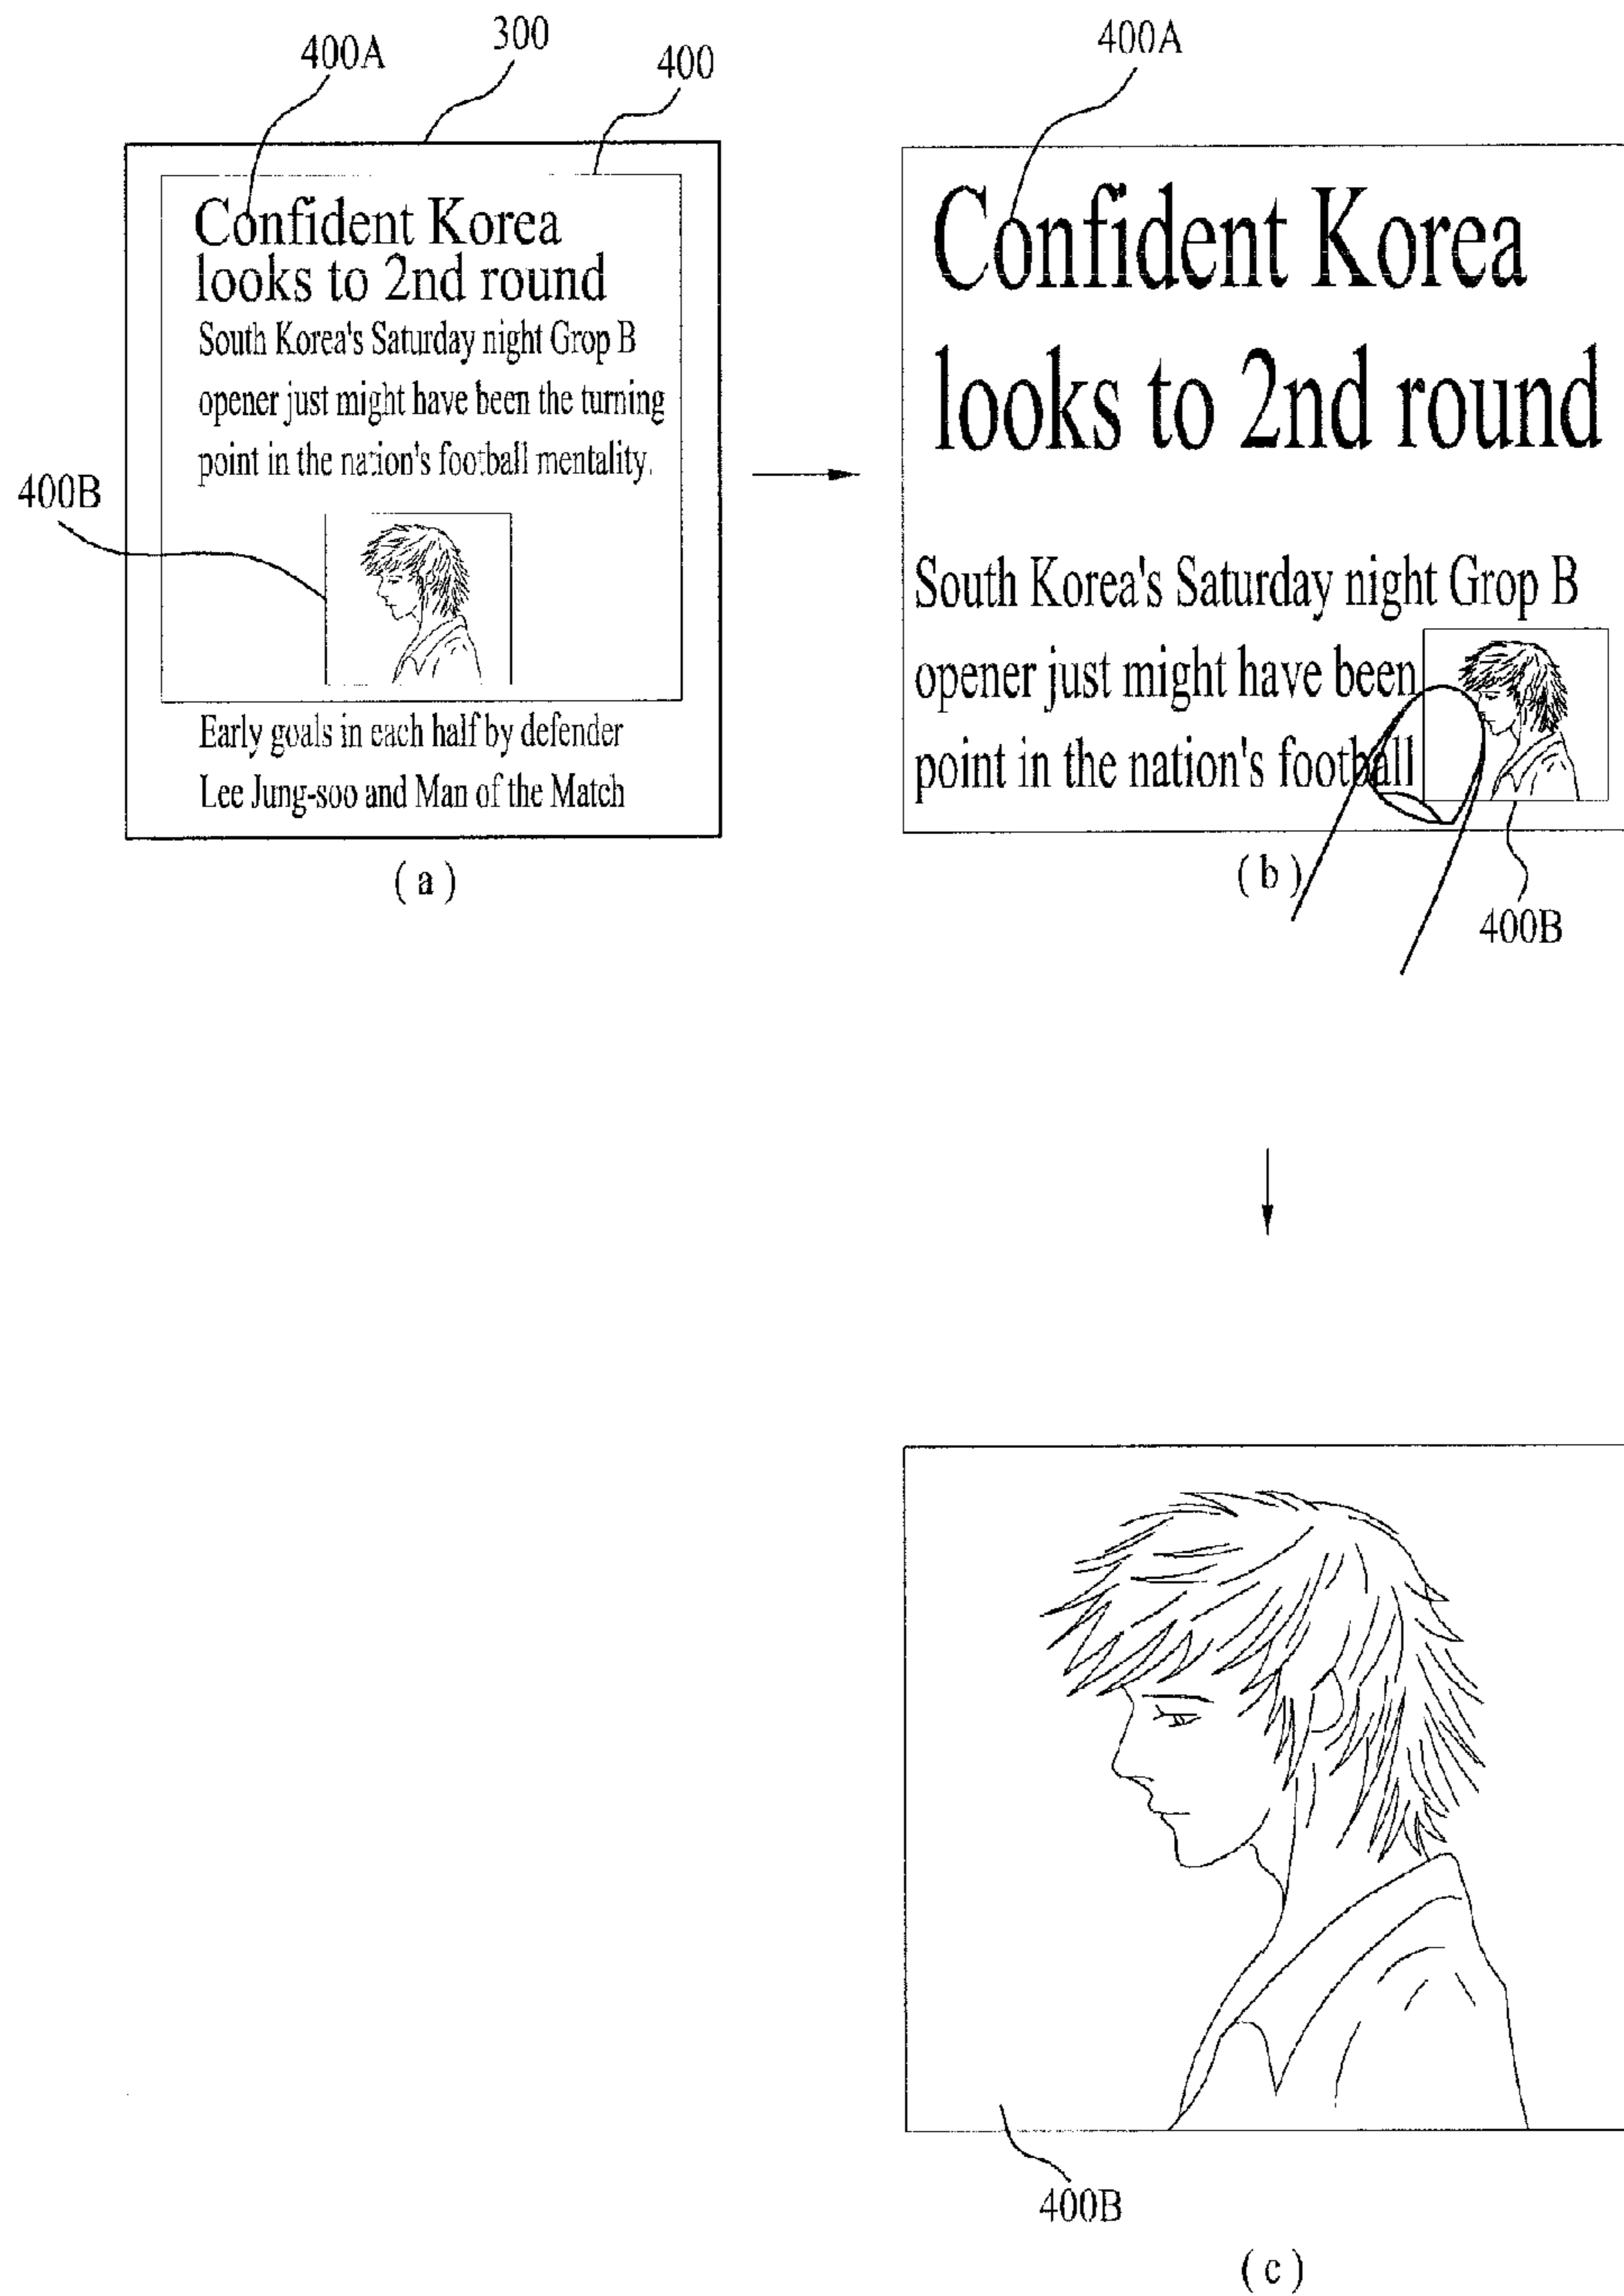 400A
300
400
Confident Korea
looks to 2nd round
South Korea's Saturday night Grop B
opener just might have been the turning
point in the nation's football mentality.
400B
Early goals in each half by defender
Lee Jung-soo and Man of the Match
(a)
400A
Confident Korea
looks to 2nd round
South Korea's Saturday night Grop B
opener just might have been
point in the nation's football
(b)
400B
400B
(c)